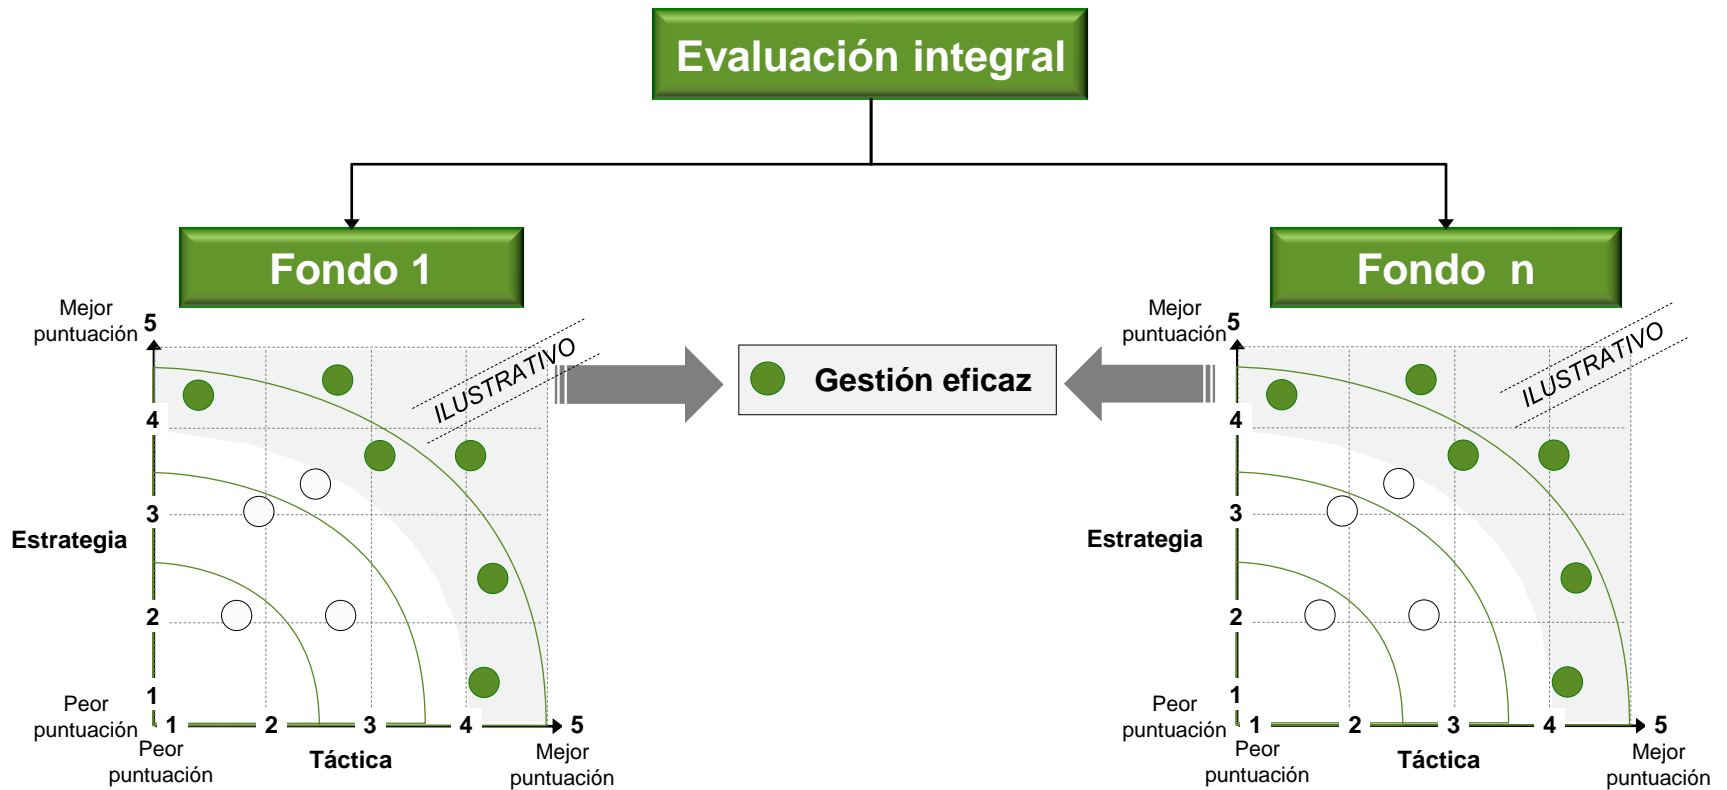 Evaluación integral
Fondo 1
Fondo n
Mejor
puntuación
5
ILUSTRATIVO
4
3
Estrategia
2
1
Peor
puntuación
1 2 3 4 5
Peor
puntuación
Táctica
Mejor
puntuación
Gestión eficaz
Mejor
puntuación
5
ILUSTRATIVO
4
3
Estrategia
2
1
Peor
puntuación
1 2 3 4 5
Peor
puntuación
Táctica
Mejor
puntuación